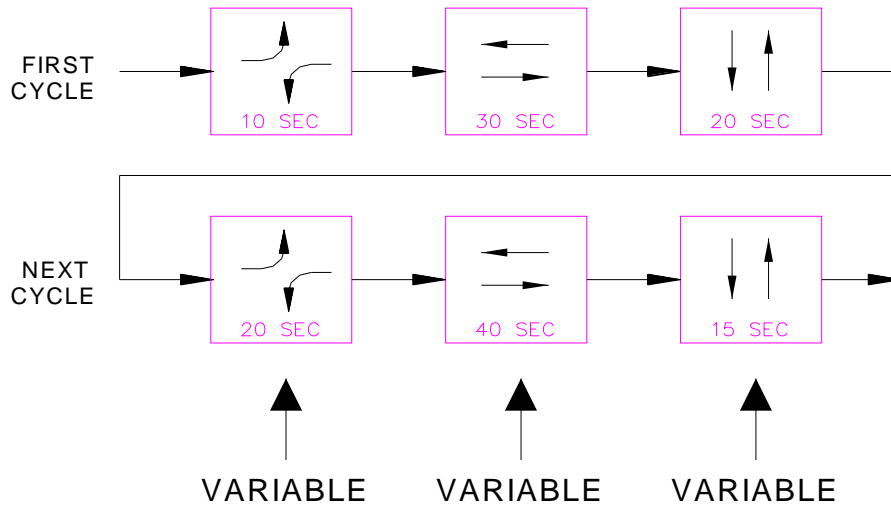 FIRST
CYCLE
10 SEC
30 SEC
20 SEC
NEXT
CYCLE
20 SEC
40 SEC
15 SEC
VARIABLE
VARIABLE
VARIABLE